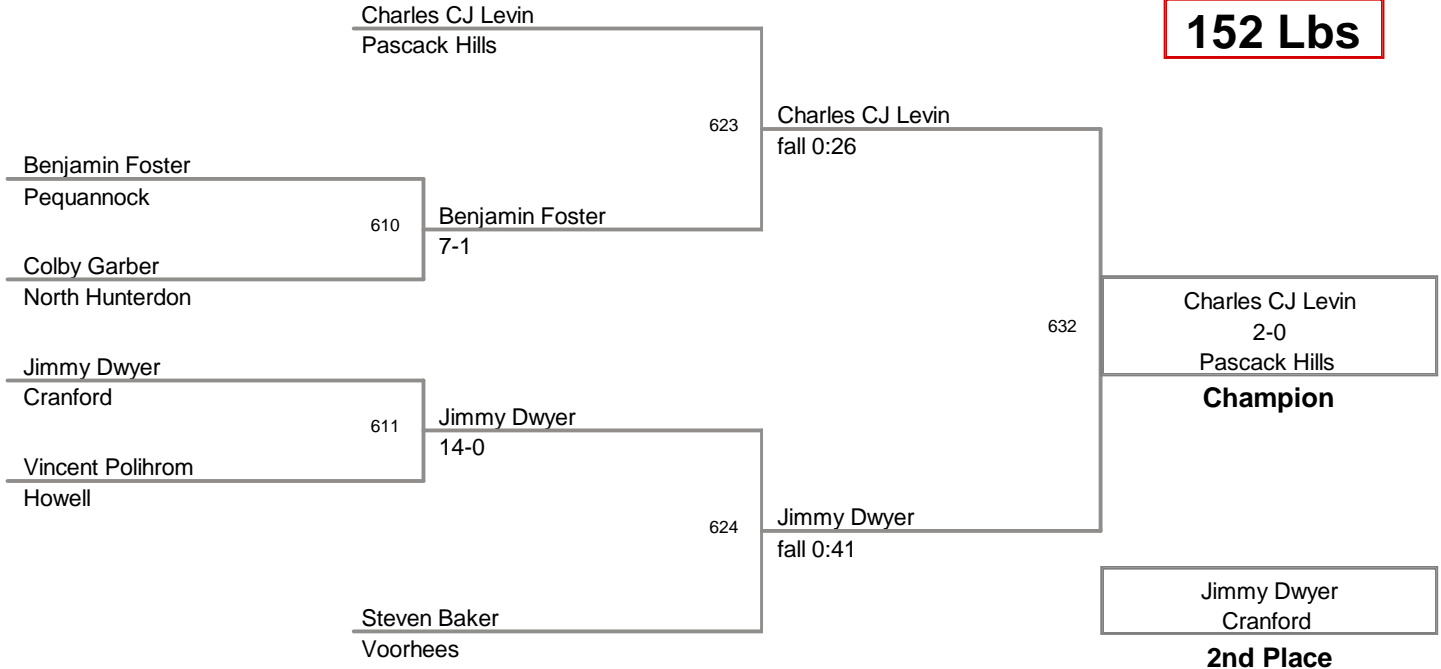 Charles CJ Levin
Pascack Hills
152 Lbs
623
Charles CJ Levin
fall 0:26
Benjamin Foster
Pequannock
610
Benjamin Foster
7-1
Colby Garber
North Hunterdon
632
Charles CJ Levin
2-0
Pascack Hills
Champion
Jimmy Dwyer
Cranford
611
Jimmy Dwyer
14-0
Vincent Polihrom
Howell
624
Jimmy Dwyer
fall 0:41
Steven Baker
Voorhees
Jimmy Dwyer
Cranford
2nd Place